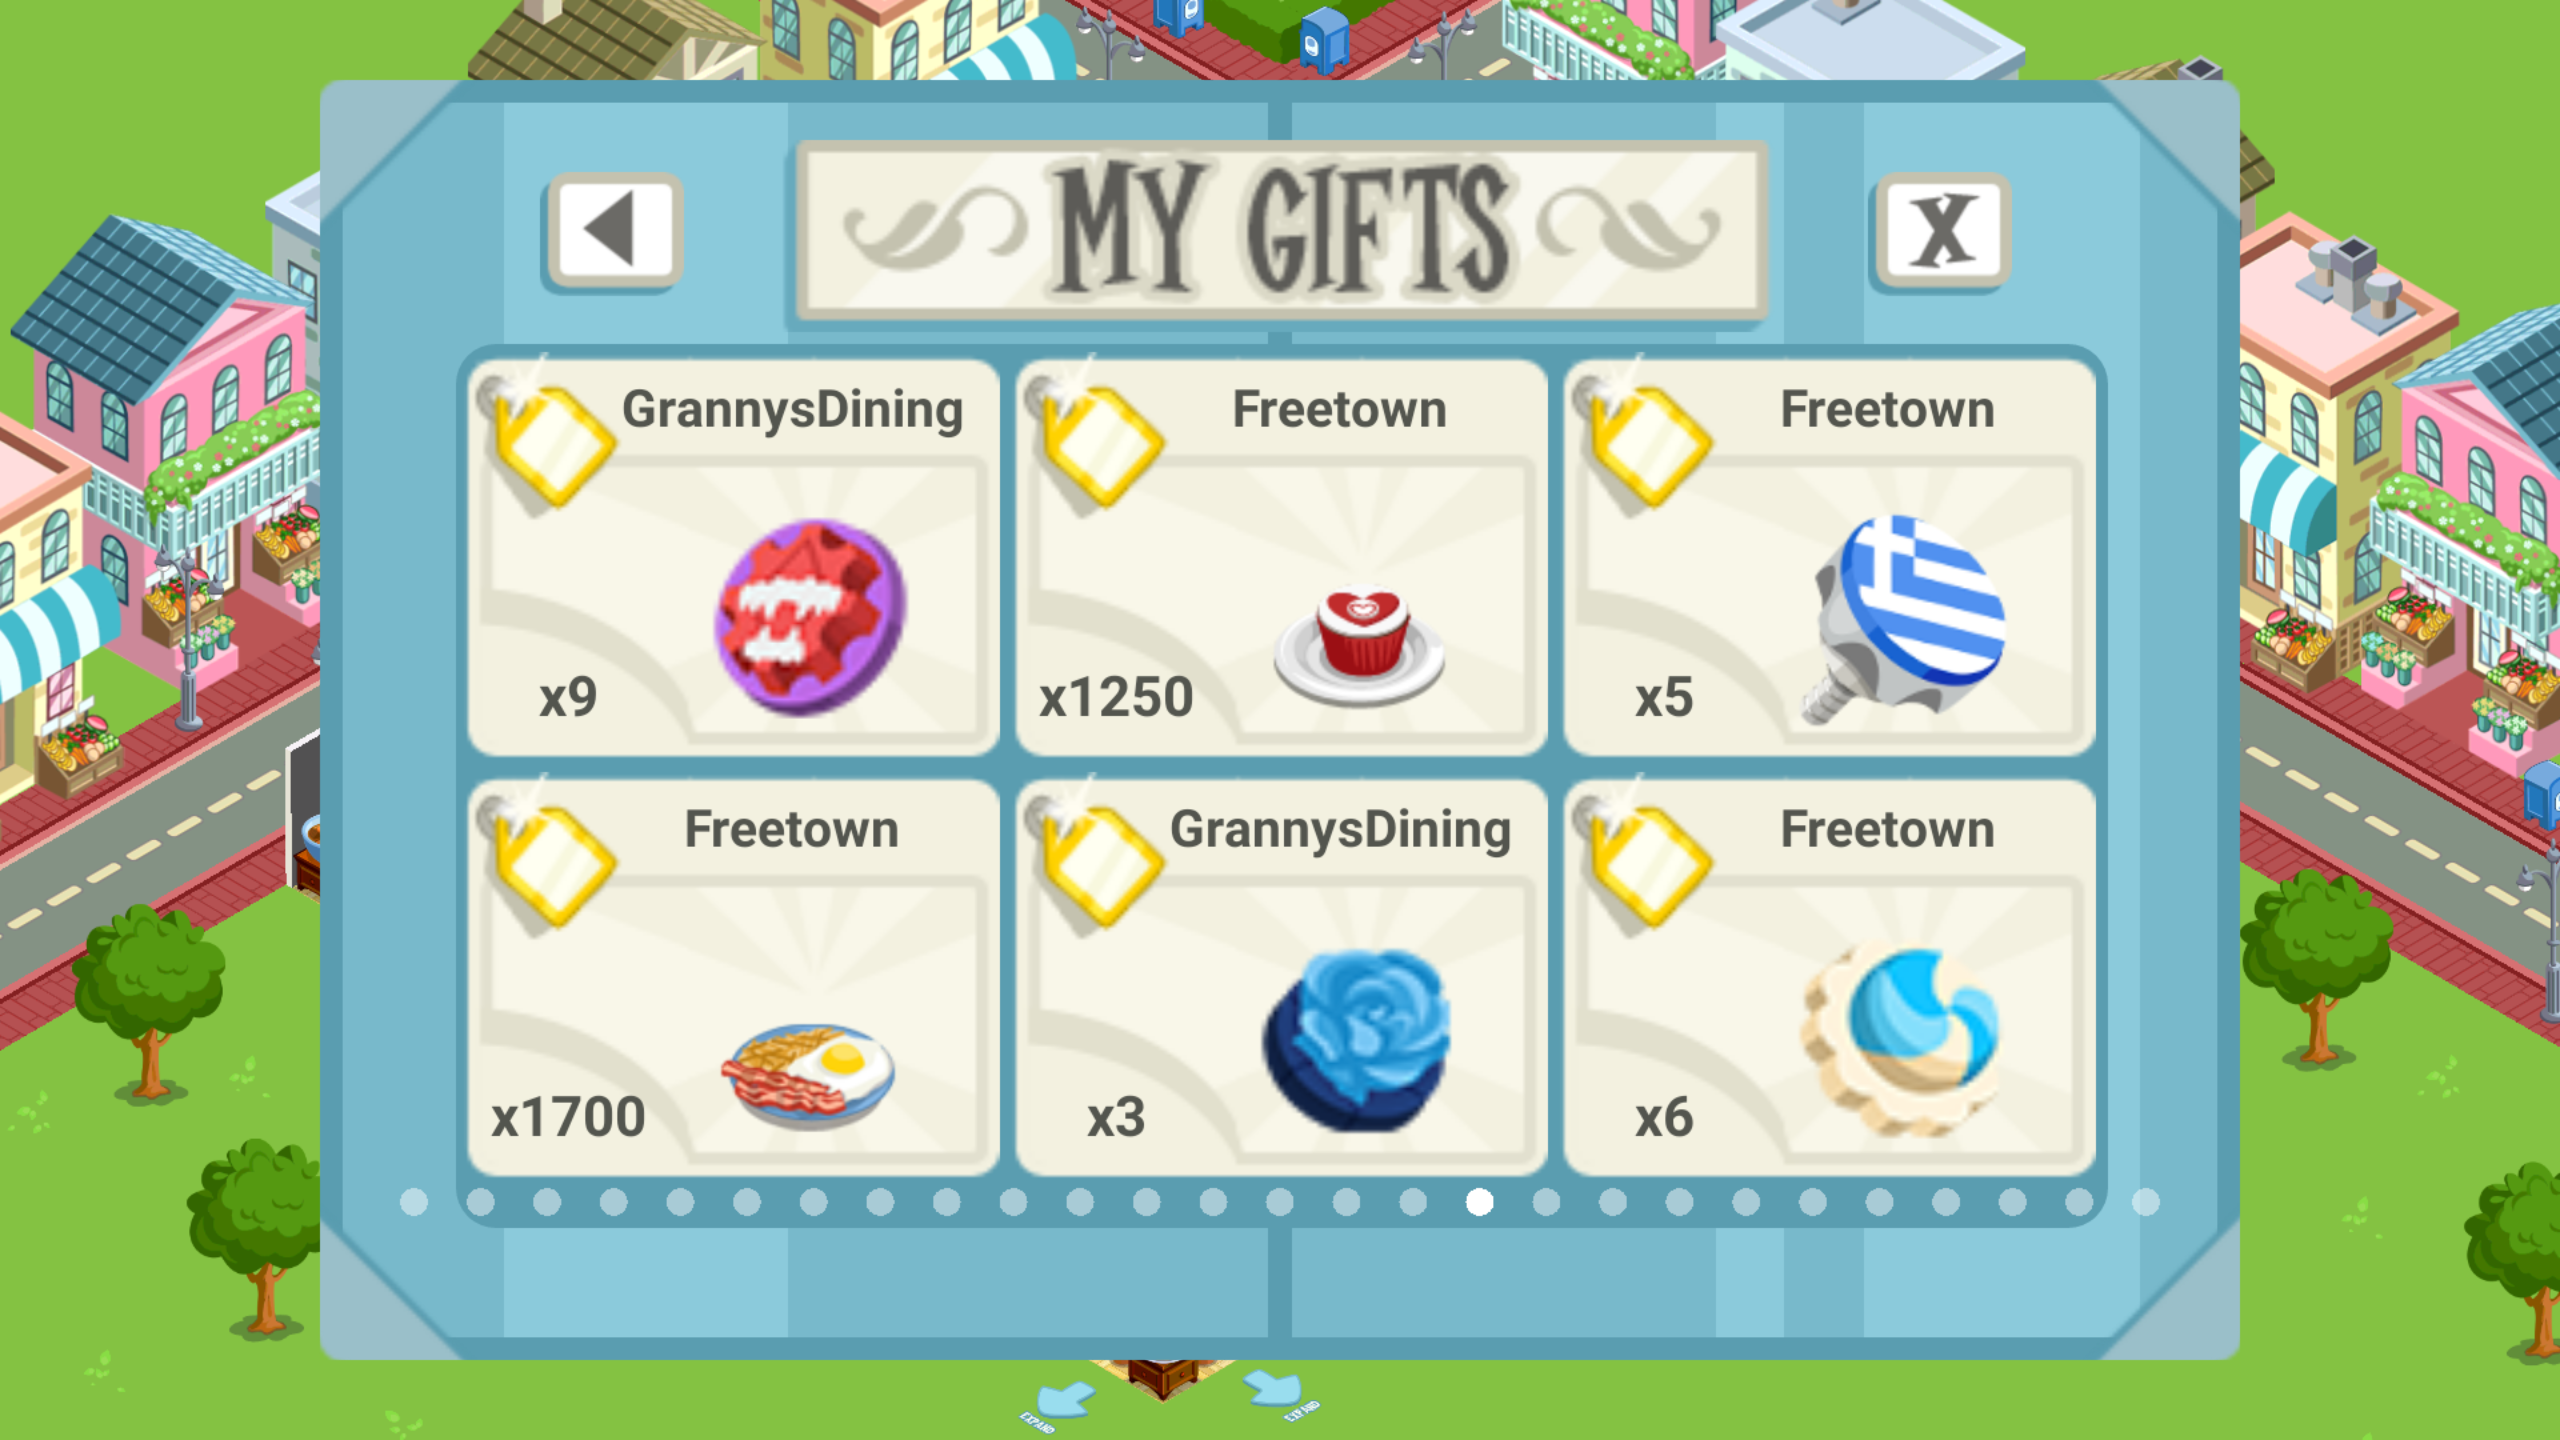 MY GIFTS
X
GrannysDining
x9
Freetown
x1250
Freetown
x5
Freetown
x1700
GrannysDining
x3
Freetown
x6
EXPAND
EXPAND